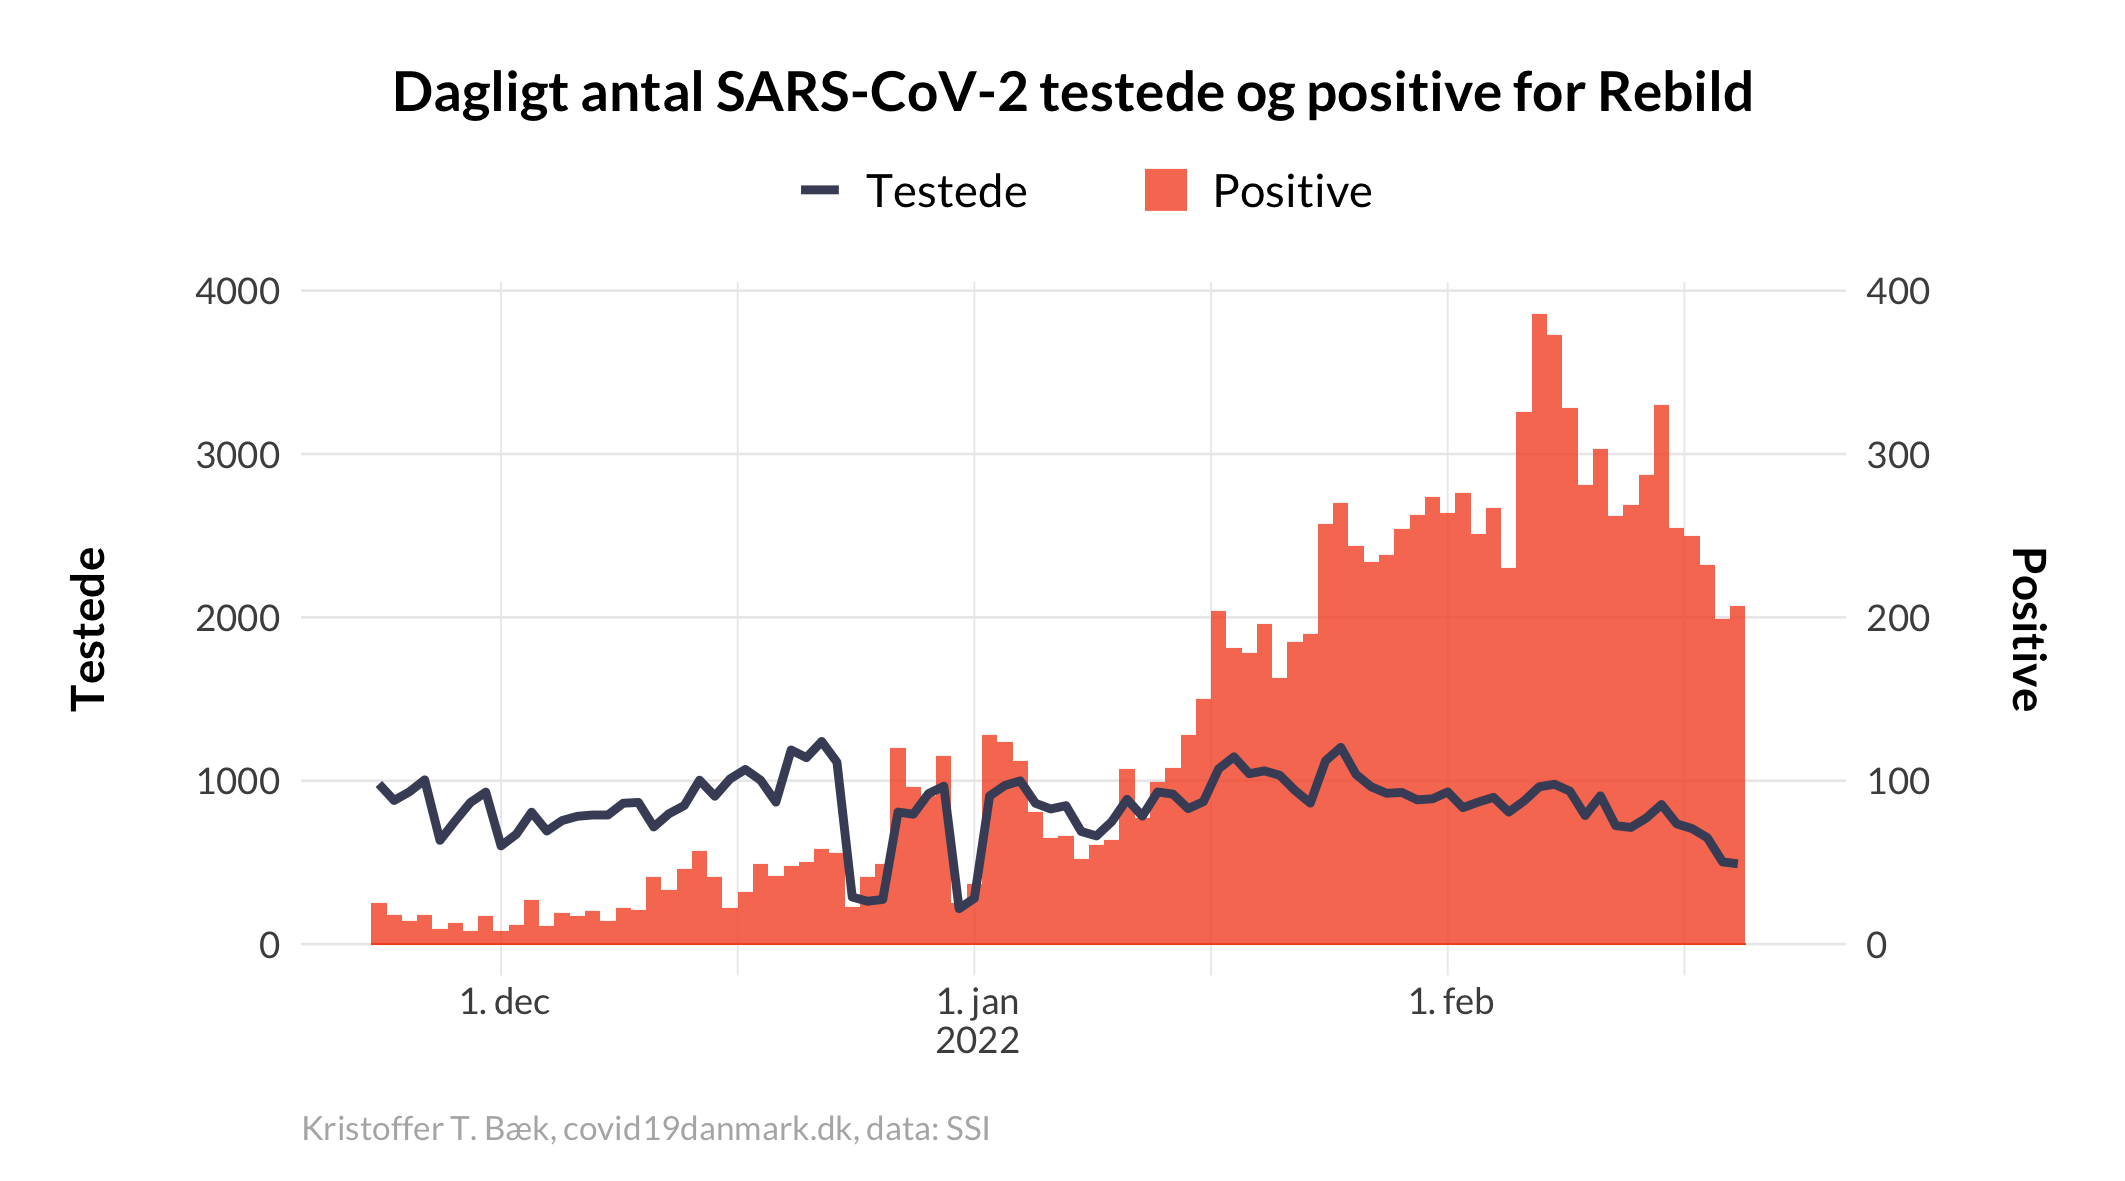 Dagligt antal SARS-CoV-2 testede og positive for Rebild
Testede
Positive
4000
3000
2000
1000
0
Testede
400
300
200
100
0
Positive
1. dec
1. jan
2022
1. feb
Kristoffer T. Bæk, covid19danmark.dk, data: SSI